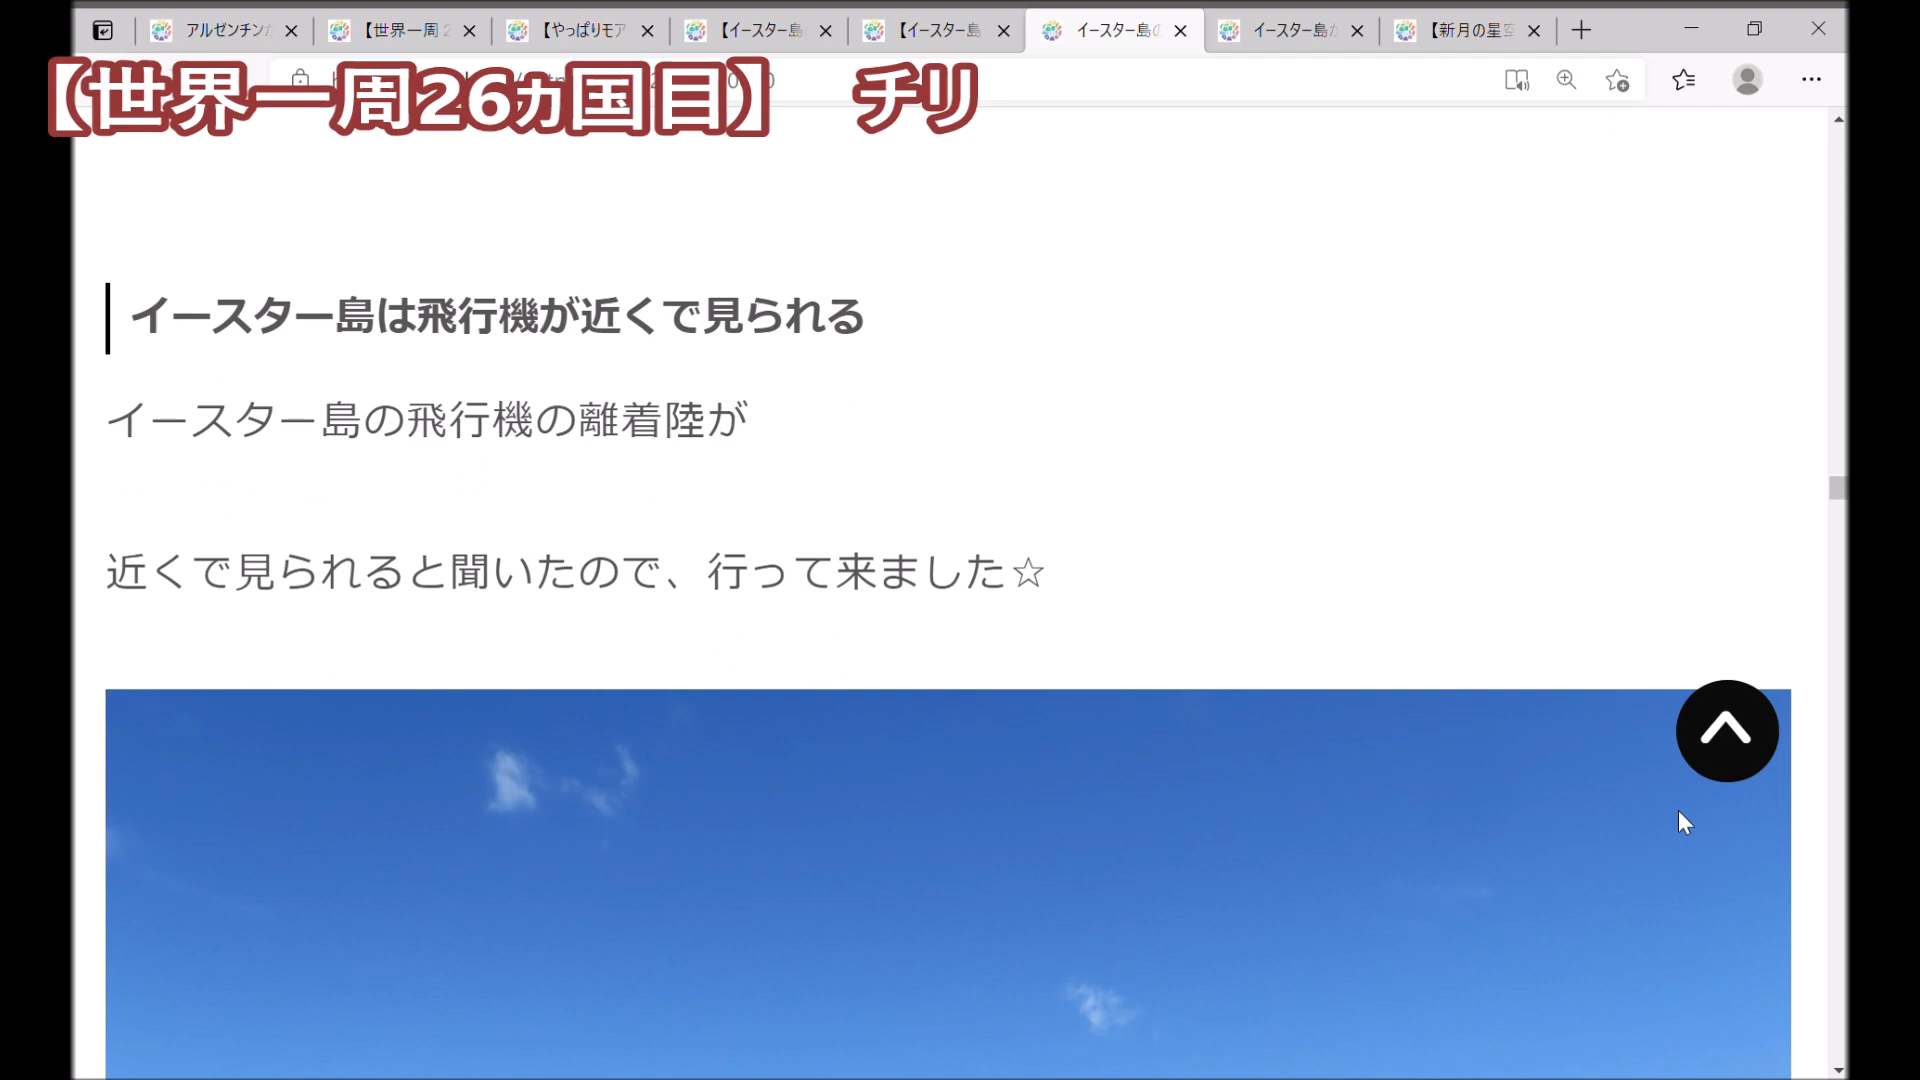 アルゼンチン
【世界一周 2
【やっぱりモア
【イースター島
【イースター島
イースター島の
イースター島か
【新月の星空
【世界一周26ヵ国目】　チリ
イースター島は飛行機が近くで見られる
イースター島の飛行機の離着陸が
近くで見られると聞いたので、行って来ました☆